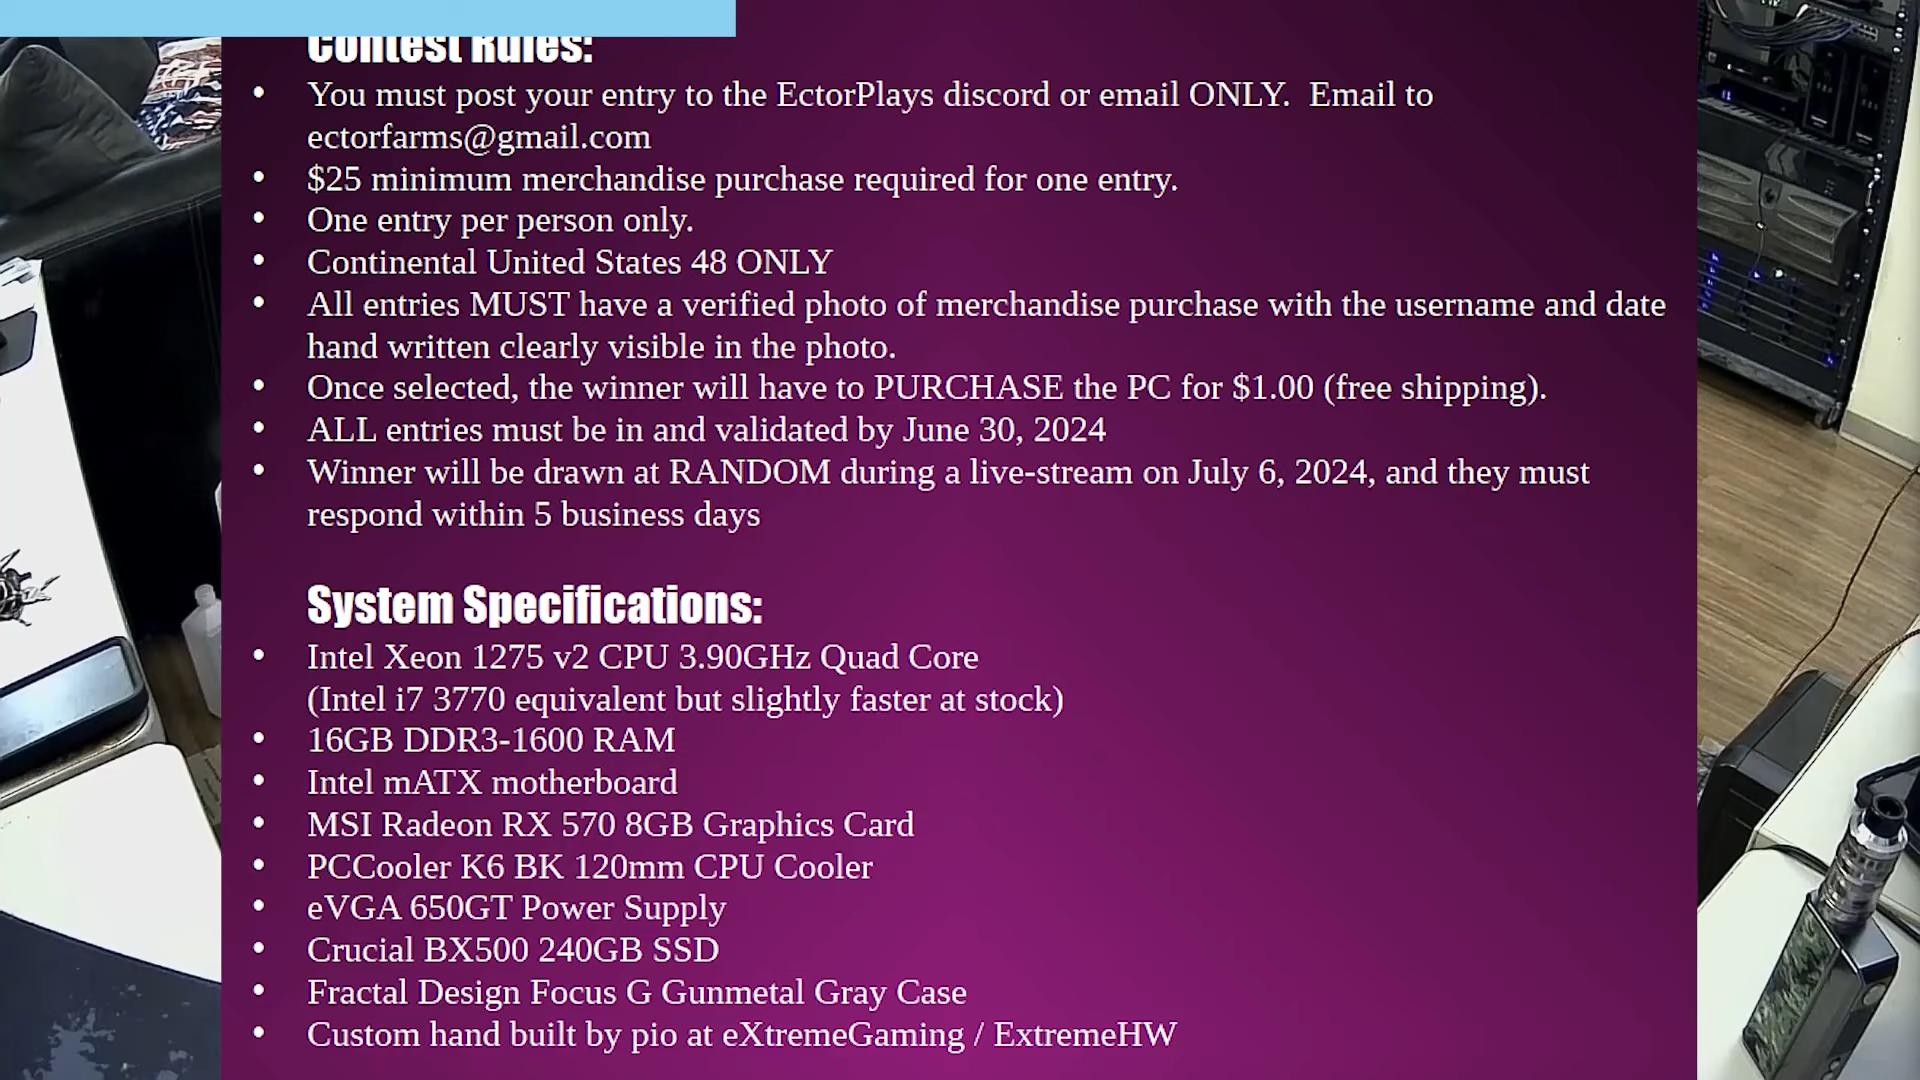 Contest Rules:
• You must post your entry to the EctorPlays discord or email ONLY.  Email to
ectorfarms@gmail.com
• $25 minimum merchandise purchase required for one entry.
• One entry per person only.
• Continental United States 48 ONLY
• All entries MUST have a verified photo of merchandise purchase with the username and date
hand written clearly visible in the photo.
• Once selected, the winner will have to PURCHASE the PC for $1.00 (free shipping).
• ALL entries must be in and validated by June 30, 2024
• Winner will be drawn at RANDOM during a live-stream on July 6, 2024, and they must
respond within 5 business days
System Specifications:
• Intel Xeon 1275 v2 CPU 3.90GHz Quad Core
(Intel i7 3770 equivalent but slightly faster at stock)
• 16GB DDR3-1600 RAM
• Intel mATX motherboard
• MSI Radeon RX 570 8GB Graphics Card
• PCCooler K6 BK 120mm CPU Cooler
• eVGA 650GT Power Supply
• Crucial BX500 240GB SSD
• Fractal Design Focus G Gunmetal Gray Case
• Custom hand built by pio at eXtremeGaming / ExtremeHW